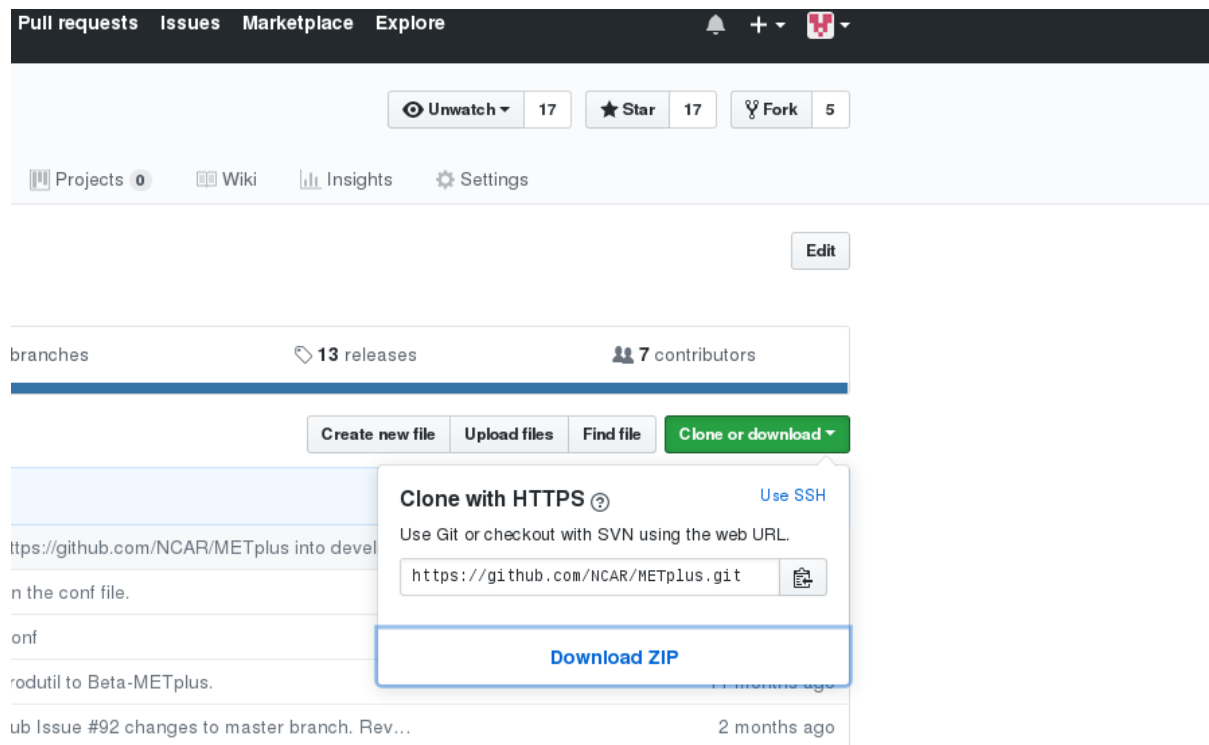 Pull requests Issues Marketplace Explore
Unwatch 17 Star 17 Fork 5
Projects 0 Wiki Insights Settings
Edit
branches 13 releases 7 contributors
Create new file Upload files Find file Clone or download
Clone with HTTPS Use SSH
Use Git or checkout with SVN using the web URL.
ttps://github.com/NCAR/METplus into devel
https://github.com/NCAR/METplus.git
n the conf file.
onf
Download ZIP
rodutil to Beta-METplus. 11 months ago
ub Issue #92 changes to master branch. Rev... 2 months ago